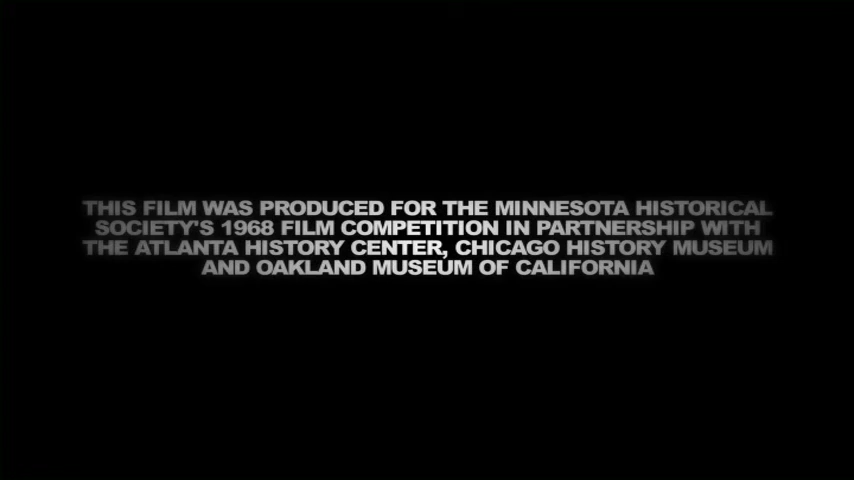 THIS FILM WAS PRODUCED FOR THE MINNESOTA HISTORICAL
SOCIETY'S 1968 FILM COMPETITION IN PARTNERSHIP WITH
THE ATLANTA HISTORY CENTER, CHICAGO HISTORY MUSEUM
AND OAKLAND MUSEUM OF CALIFORNIA